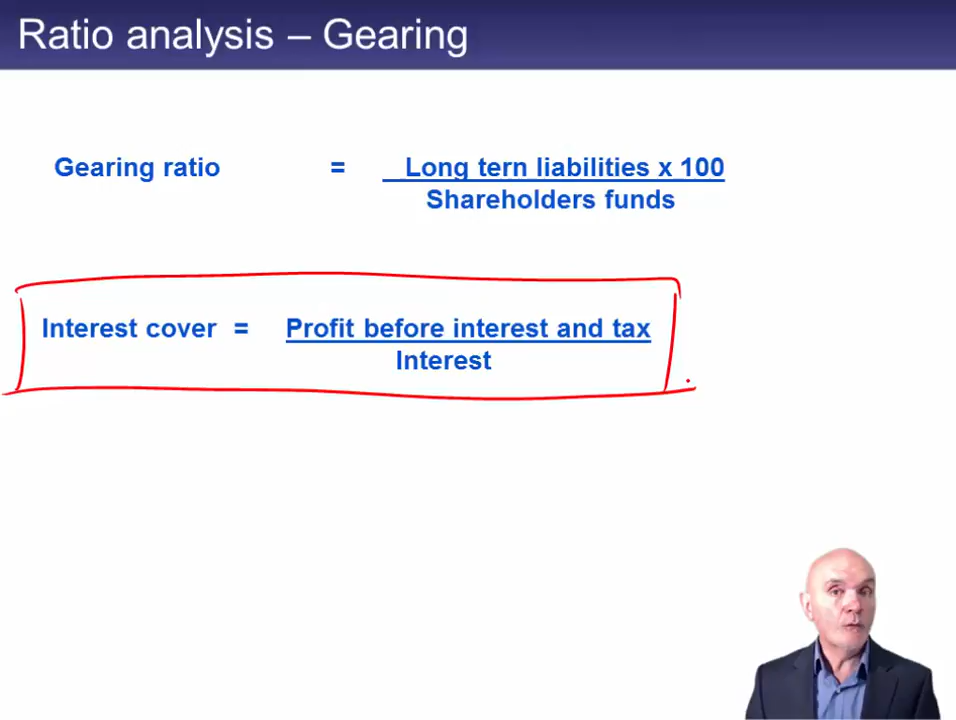 Ratio analysis – Gearing
Gearing ratio = Long tern liabilities x 100
Shareholders funds
Interest cover = Profit before interest and tax
Interest